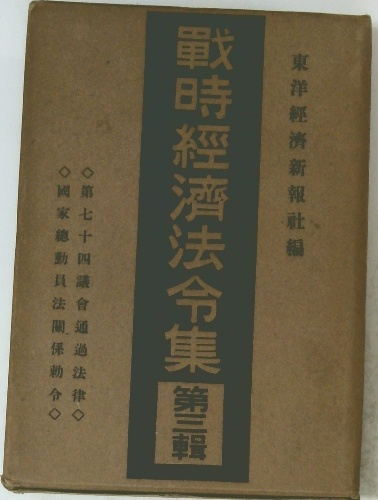 東洋經濟新報社編
戰時經濟法令集
第三輯
◇第七十四議會通過法律◇
◇國家總動員法關係勅令◇